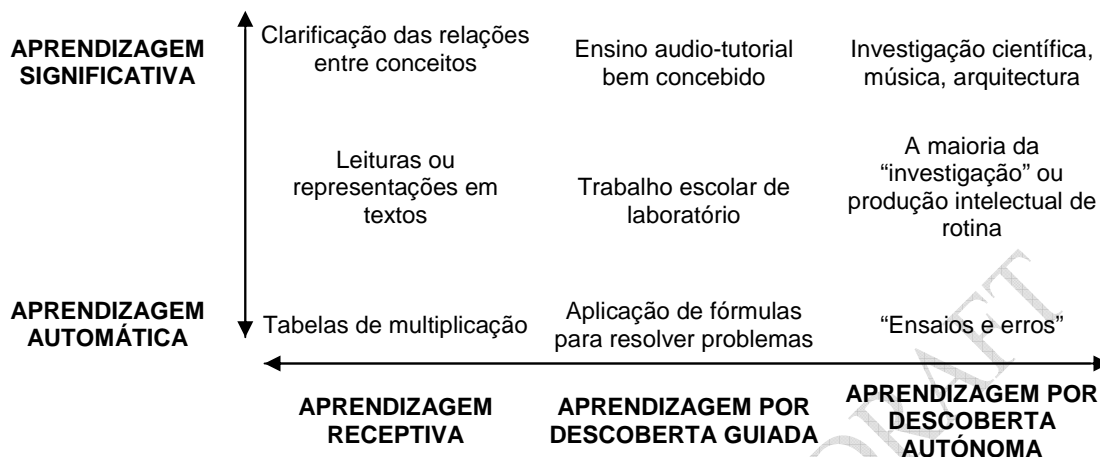 APRENDIZAGEM
SIGNIFICATIVA
Clarificação das relações
entre conceitos
Ensino audio-tutorial
bem concebido
Investigação científica,
música, arquitectura
Leituras ou
representações em
textos
Trabalho escolar de
laboratório
A maioria da
“investigação” ou
produção intelectual de
rotina
APRENDIZAGEM
AUTOMÁTICA
Tabelas de multiplicação
Aplicação de fórmulas
para resolver problemas
“Ensaios e erros”
APRENDIZAGEM
RECEPTIVA
APRENDIZAGEM POR
DESCOBERTA GUIADA
APRENDIZAGEM POR
DESCOBERTA
AUTÓNOMA
DRAFT